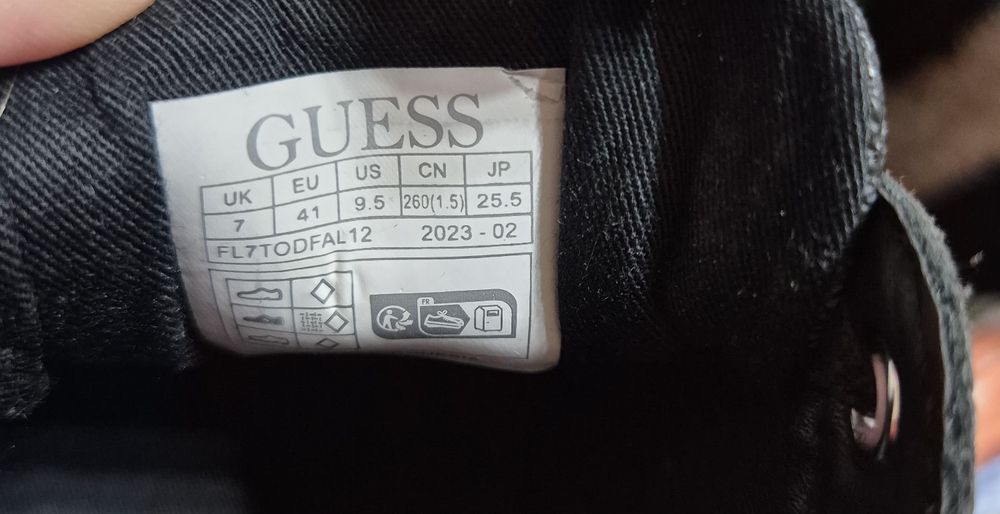 GUESS
UK EU US CN JP
7 41 9.5 260(1.5) 25.5
FL7TODFAL12 2023 - 02
FR